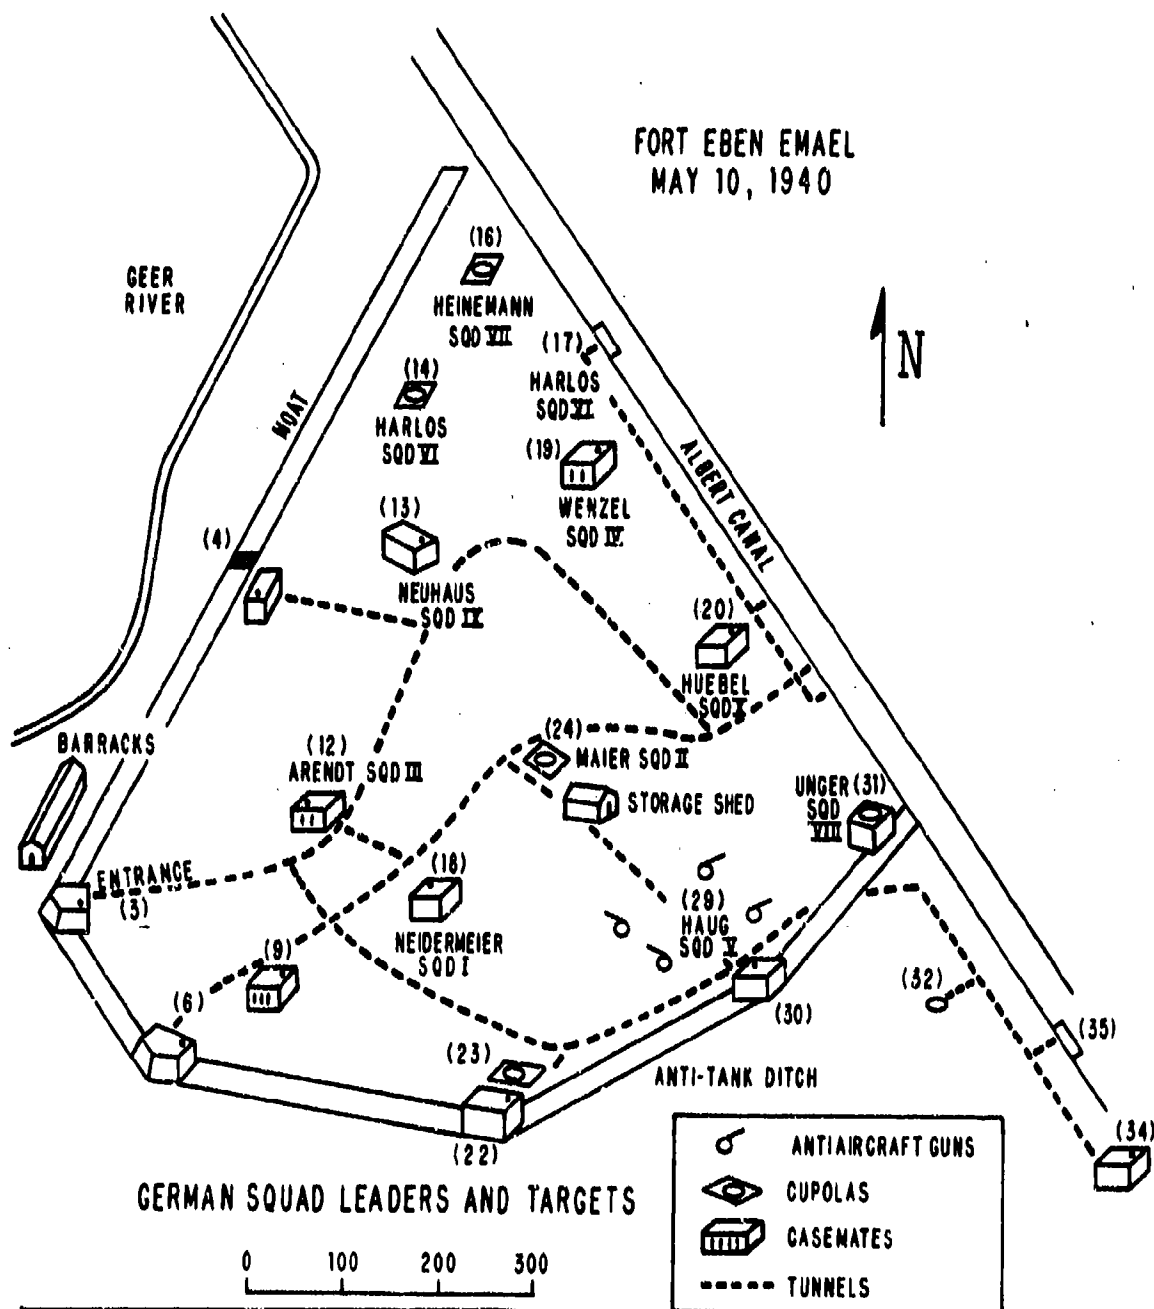 FORT EBEN EMAEL
MAY 10, 1940
(16)
GEER
RIVER
HEINEMANN
SQD VII
(17)
N
(14)
HARLOS
SQD VI
MOAT
HARLOS
SQD VI
(19)
ALBERT CANAL
WENZEL
SQD IV
(13)
(4)
NEUHAUS
SQD IX
(20)
HUEBEL
SQD X
BARRACKS
(24)
MAIER SQD II
(12)
ARENDT SQD III
STORAGE SHED
UNGER (31)
SQD
VIII
ENTRANCE
(3)
(18)
NEIDERMEIER
SQD I
(29)
HAUG
SQD V
(9)
(6)
(32)
(30)
(35)
(23)
ANTI-TANK DITCH
(22)
(34)
GERMAN SQUAD LEADERS AND TARGETS
0 100 200 300
ANTIAIRCRAFT GUNS
CUPOLAS
CASEMATES
TUNNELS